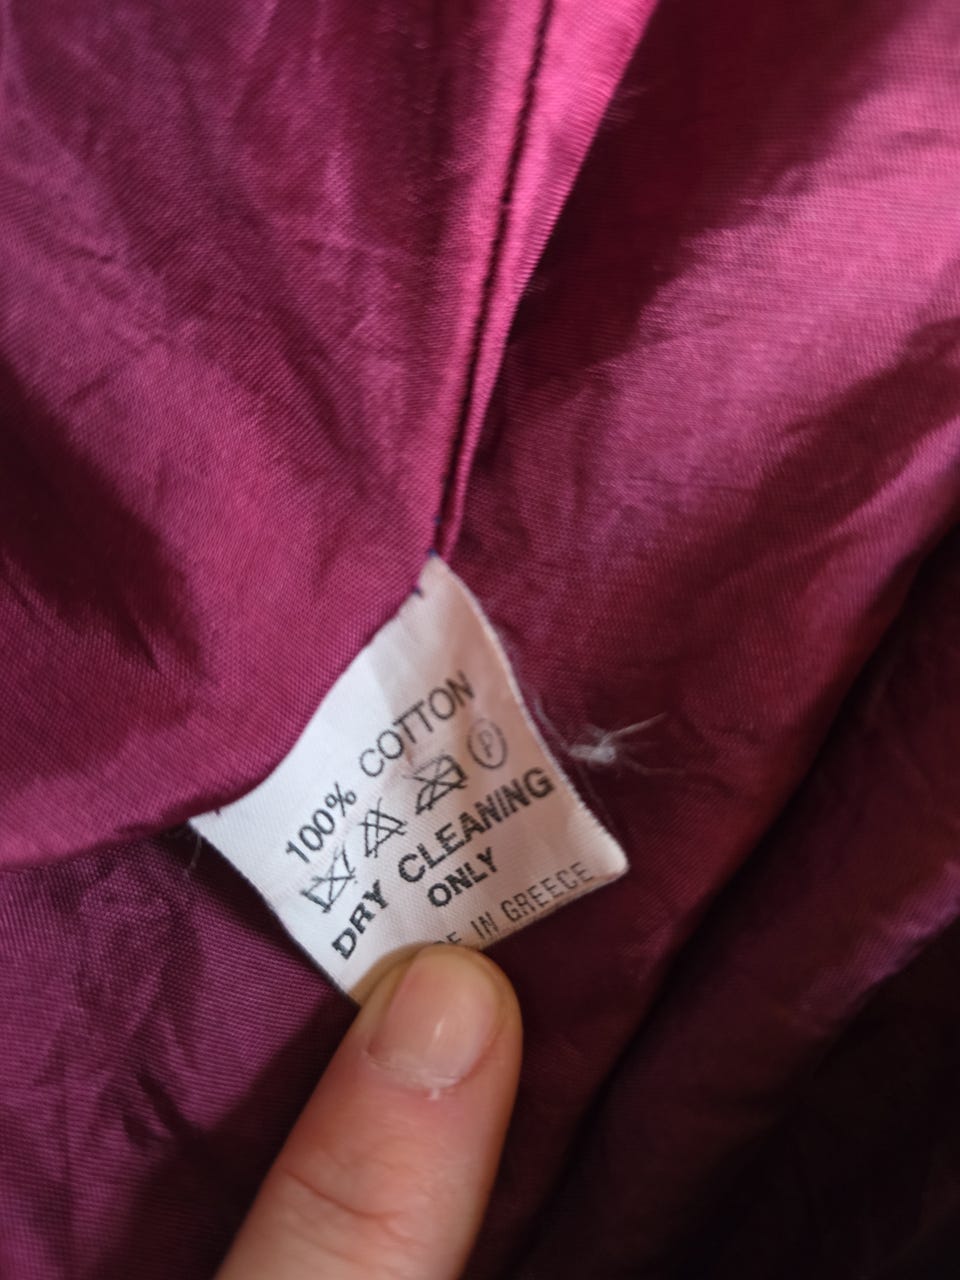 100% COTTON
P
DRY CLEANING
ONLY
IN GREECE